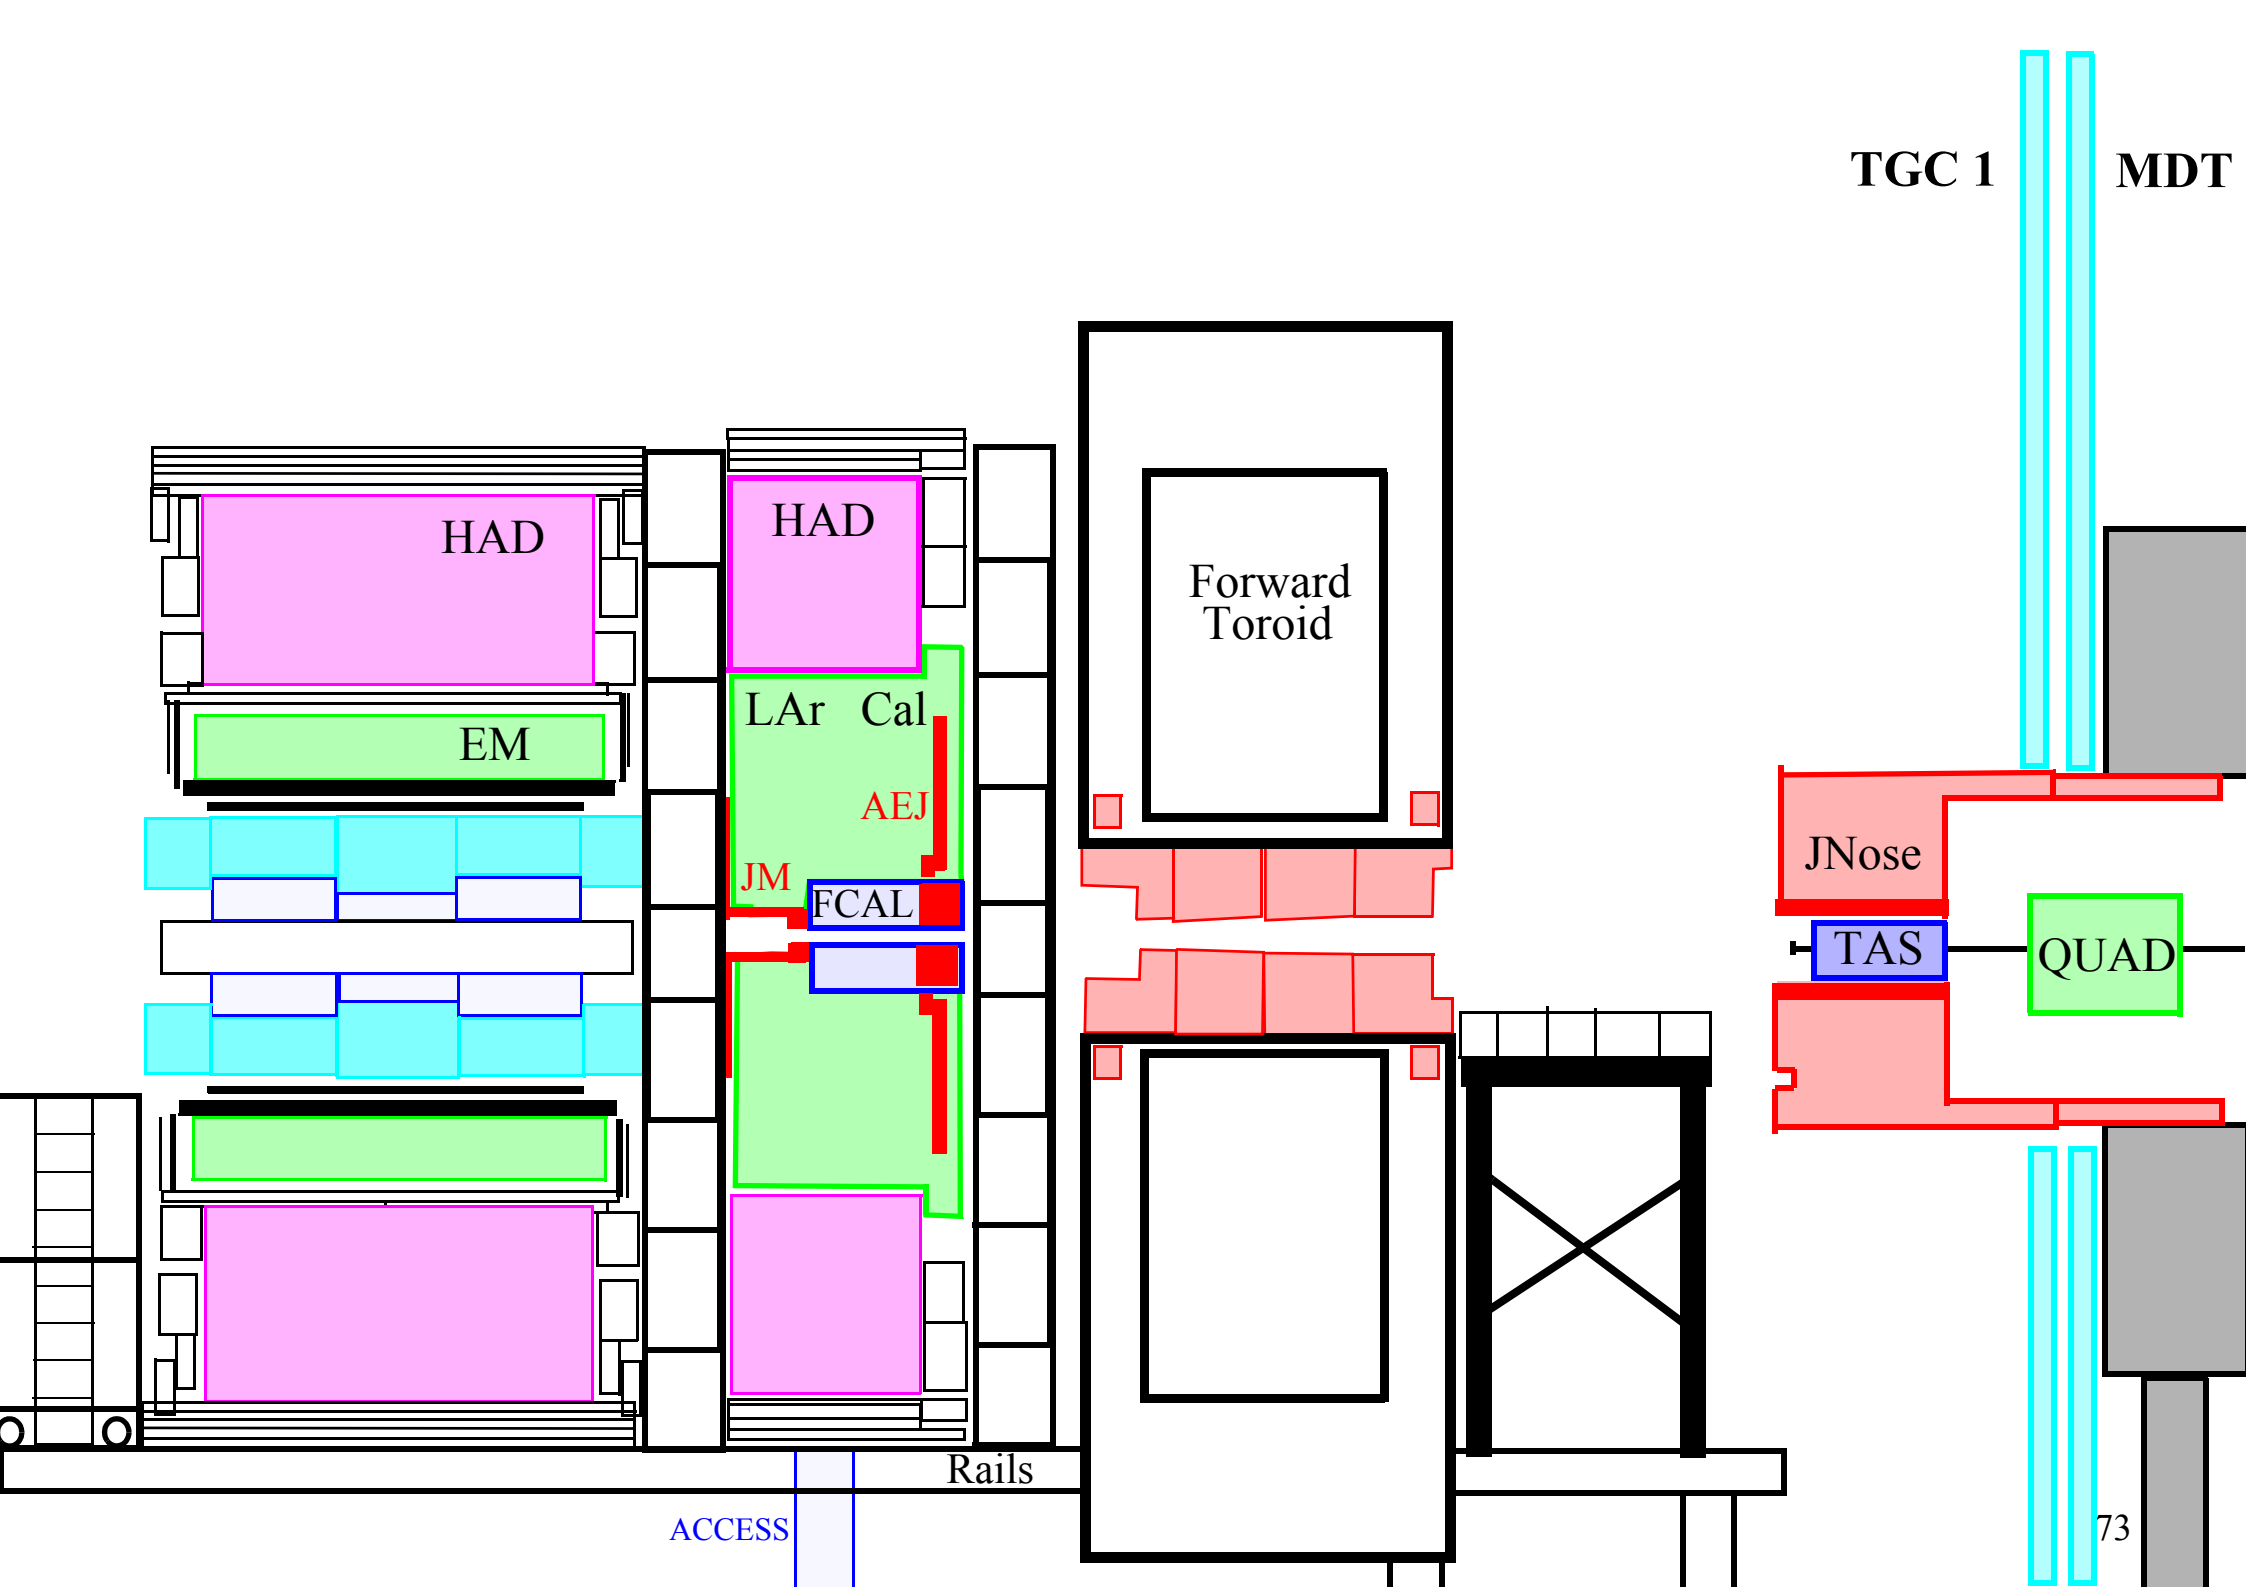 TGC 1
MDT
HAD
HAD
Forward
Toroid
LAr Cal
EM
AEJ
JM
FCAL
JNose
TAS
QUAD
Rails
ACCESS
73